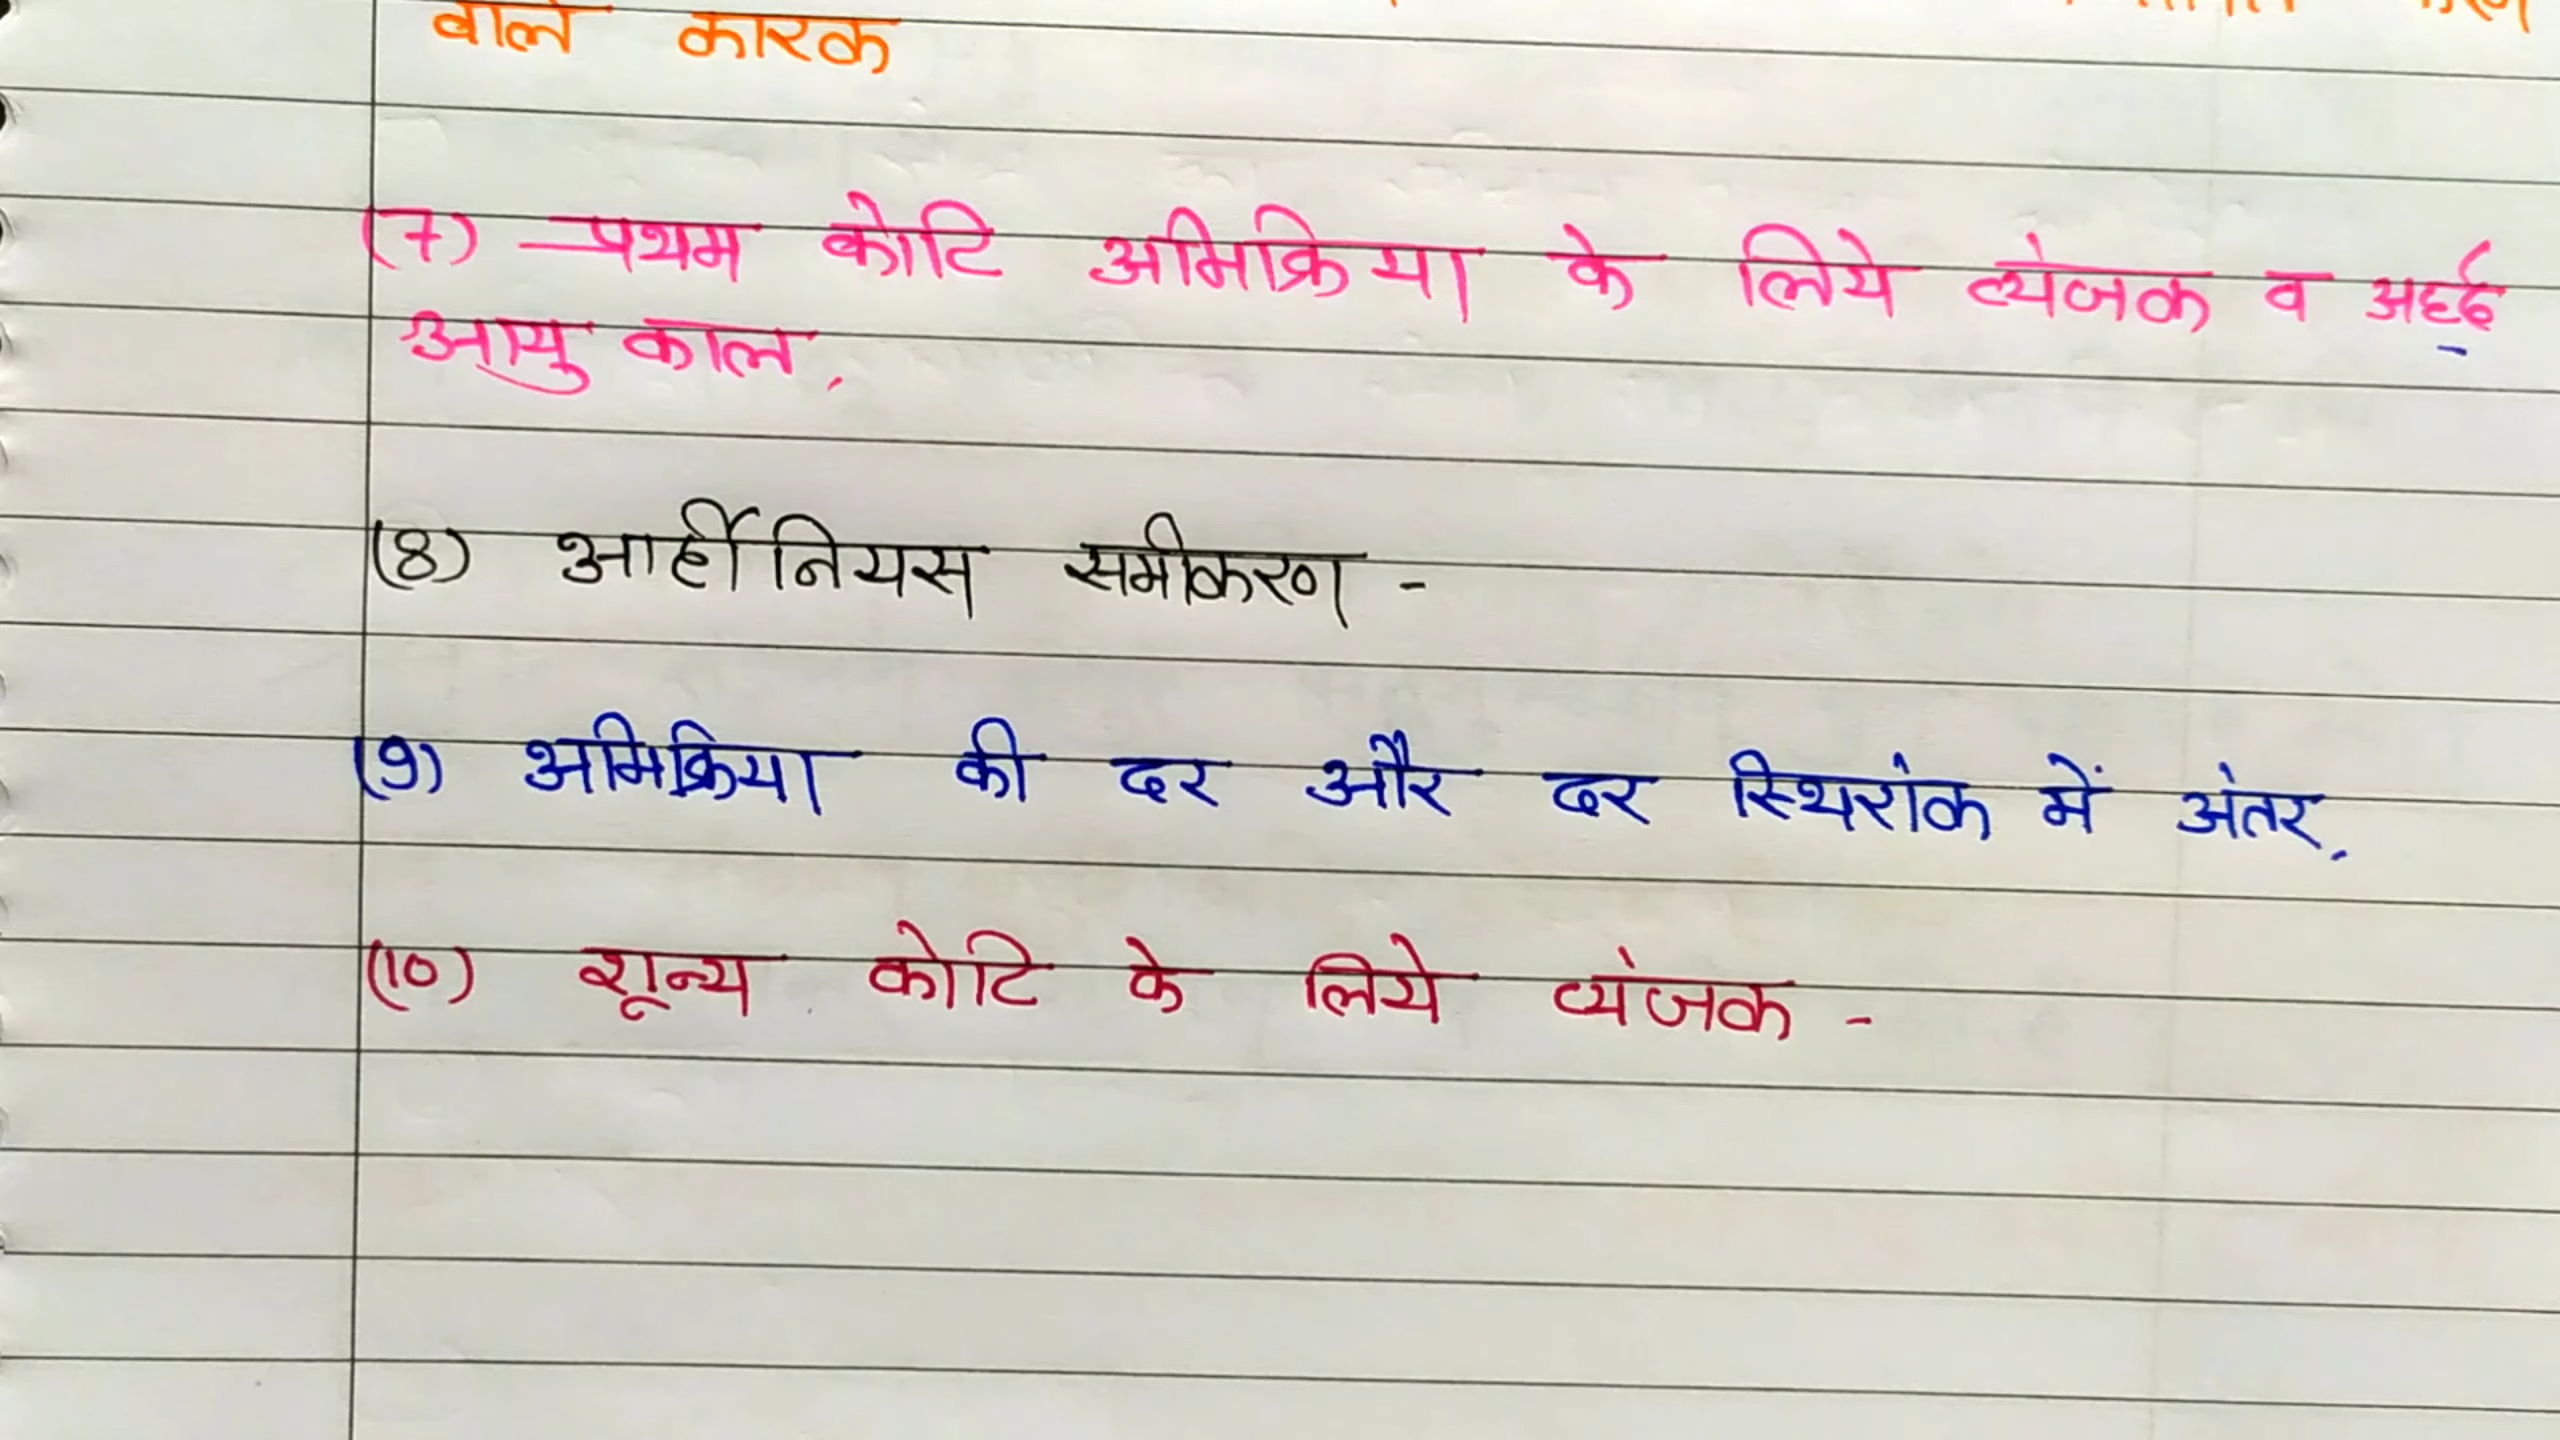 वाले कारक
(7) प्रथम कोटि अभिक्रिया के लिये व्यंजक व अर्द्ध
आयु काल,
(8) आर्हीनियस समीकरण -
(9) अभिक्रिया की दर और दर स्थिरांक में अंतर,
(10) शून्य कोटि के लिये व्यंजक -